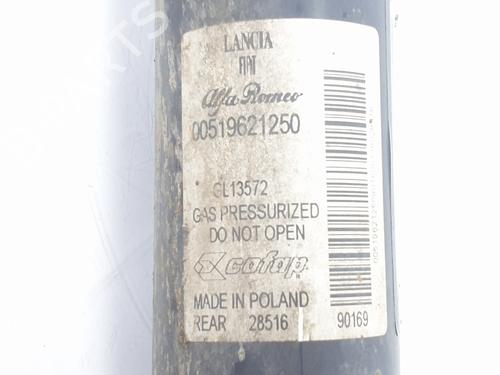 LANCIA
FIAT
Alfa Romeo
00519621250
GL13572
GAS PRESSURIZED
DO NOT OPEN
cofap
MADE IN POLAND
REAR 28516 90169